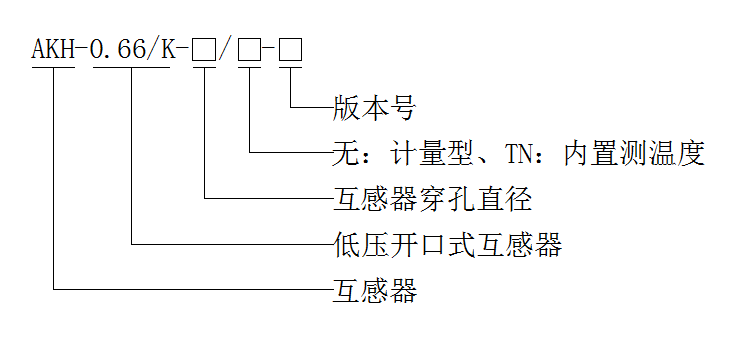 AKH-0.66/K-□/□-□
版本号
无：计量型、TN：内置测温度
互感器穿孔直径
低压开口式互感器
互感器